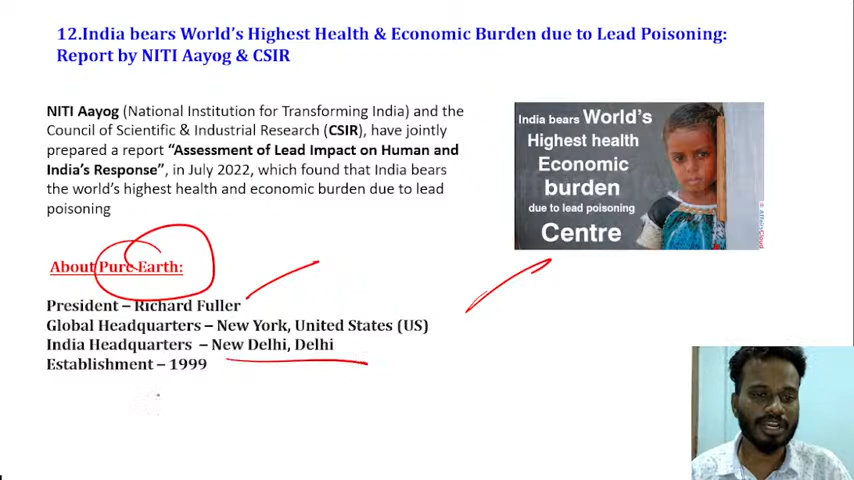 12.India bears World's Highest Health & Economic Burden due to Lead Poisoning:
Report by NITI Aayog & CSIR
NITI Aayog (National Institution for Transforming India) and the
Council of Scientific & Industrial Research (CSIR), have jointly
prepared a report “Assessment of Lead Impact on Human and
India's Response”, in July 2022, which found that India bears
the world's highest health and economic burden due to lead
poisoning
India bears World's
Highest health
Economic
burden
due to lead poisoning
Centre
AffairsCloud
About Pure Earth:
President – Richard Fuller
Global Headquarters – New York, United States (US)
India Headquarters – New Delhi, Delhi
Establishment – 1999